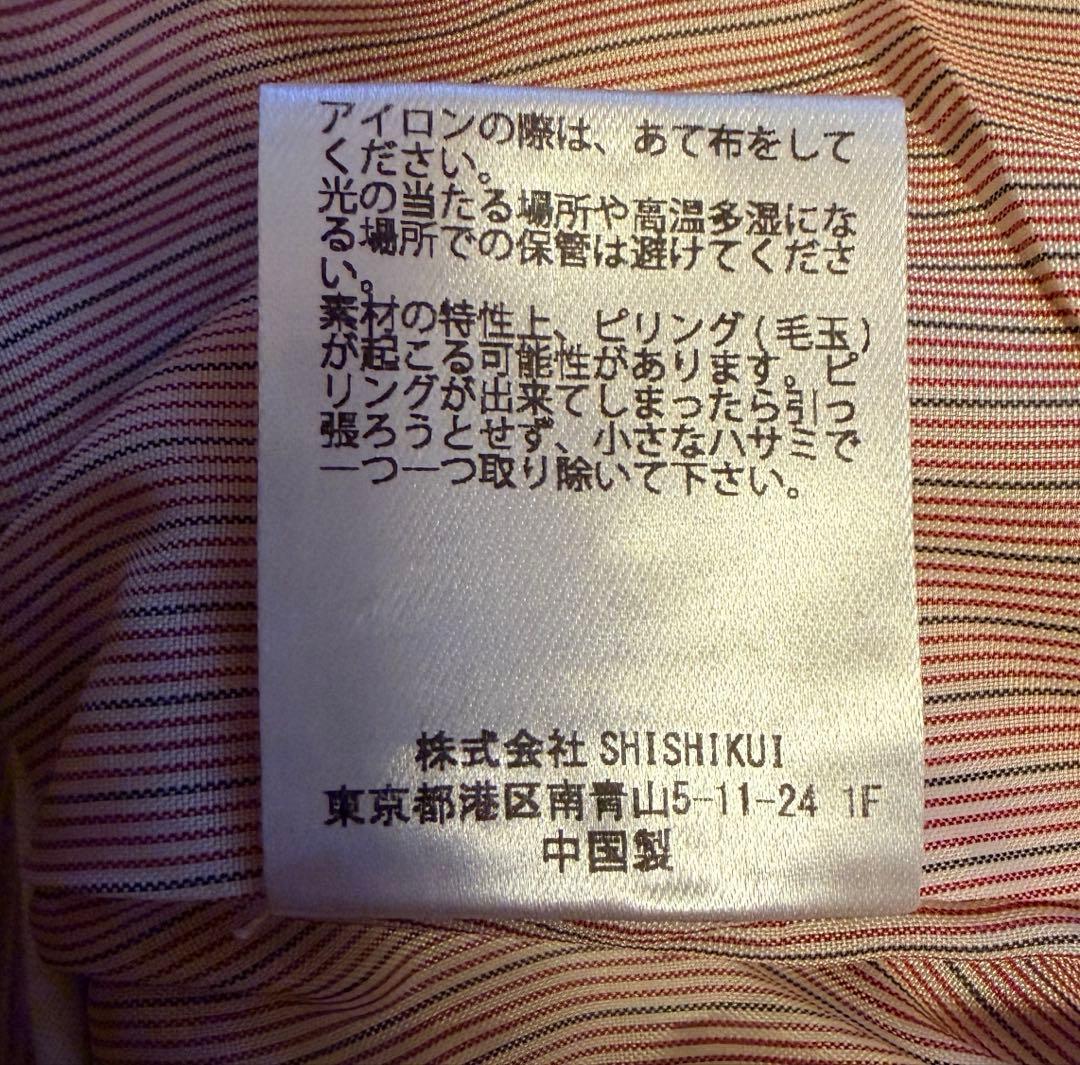 アイロンの際は、あて布をして
ください。
光の当たる場所や高温多湿にな
る場所での保管は避けてくださ
い。
素材の特性上、ピリング(毛玉)
が起こる可能性があります。ピ
リングが出来てしまったら引っ
張ろうとせず、小さなハサミで
一つ一つ取り除いて下さい。
株式会社 SHISHIKUI
東京都港区南青山5-11-24 1F
中国製